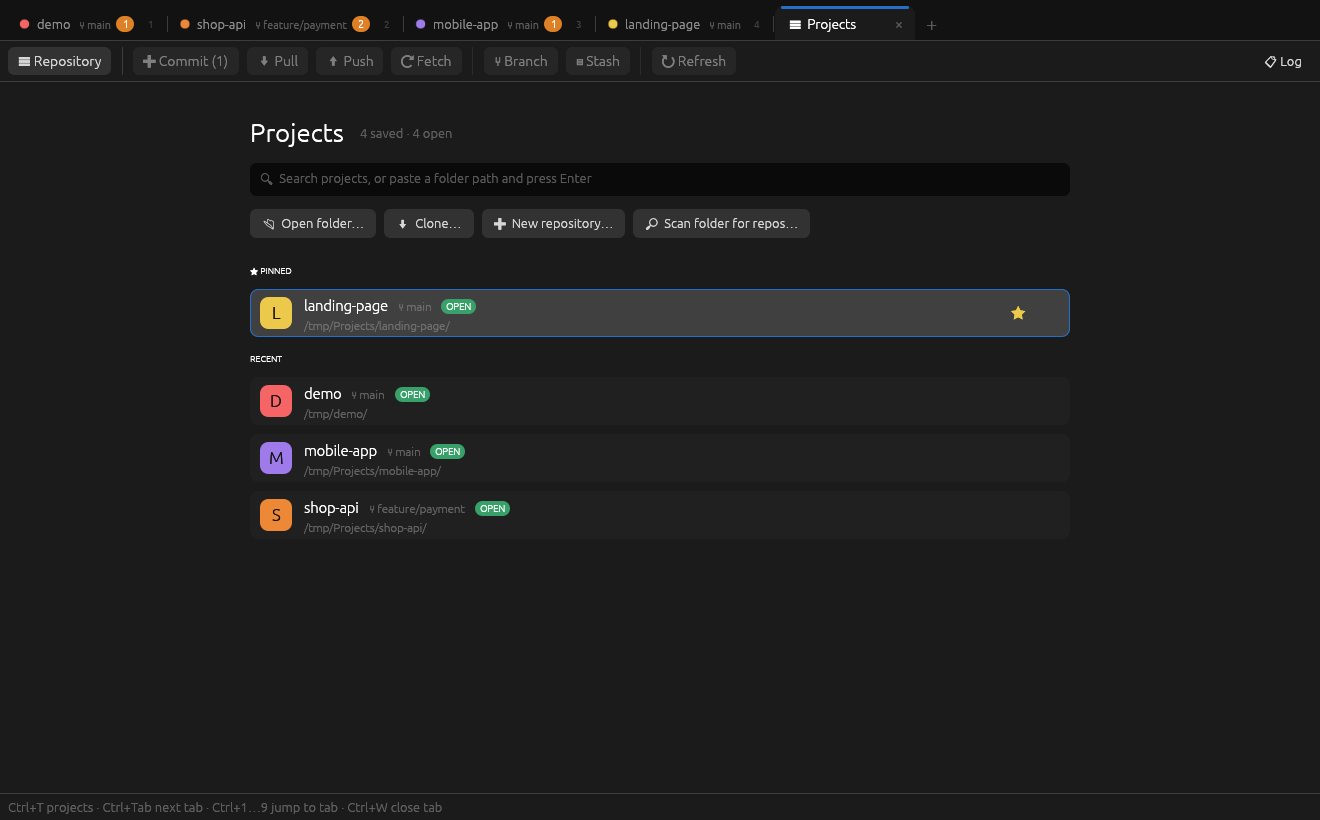 demo main 1 1 shop-api feature/payment 2 2 mobile-app main 1 3 landing-page main 4 Projects × +
Repository Commit (1) Pull Push Fetch Branch Stash Refresh Log
Projects 4 saved · 4 open
Search projects, or paste a folder path and press Enter
Open folder… Clone… New repository… Scan folder for repos…
PINNED
L landing-page main OPEN
/tmp/Projects/landing-page/
RECENT
D demo main OPEN
/tmp/demo/
M mobile-app main OPEN
/tmp/Projects/mobile-app/
S shop-api feature/payment OPEN
/tmp/Projects/shop-api/
Ctrl+T projects · Ctrl+Tab next tab · Ctrl+1…9 jump to tab · Ctrl+W close tab